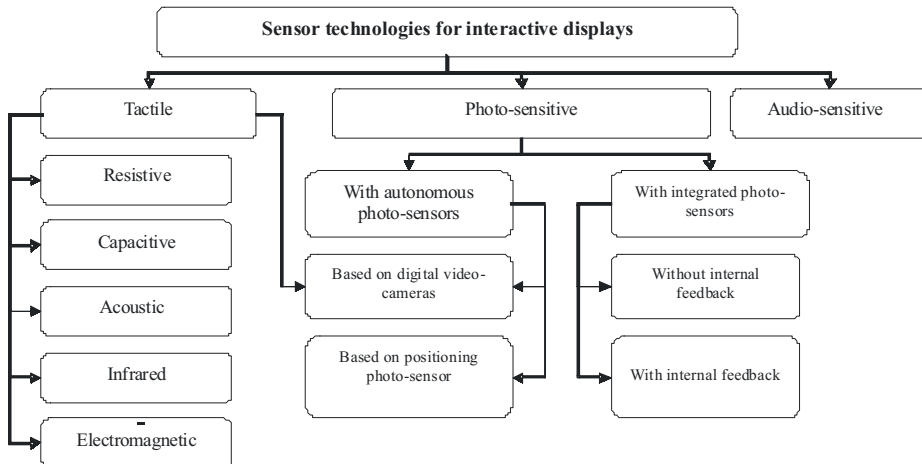 Sensor technologies for interactive displays
Tactile
Photo-sensitive
Audio-sensitive
Resistive
Capacitive
Acoustic
Infrared
Electromagnetic
With autonomous
photo-sensors
Based on digital video-
cameras
Based on positioning
photo-sensor
With integrated photo-
sensors
Without internal
feedback
With internal feedback